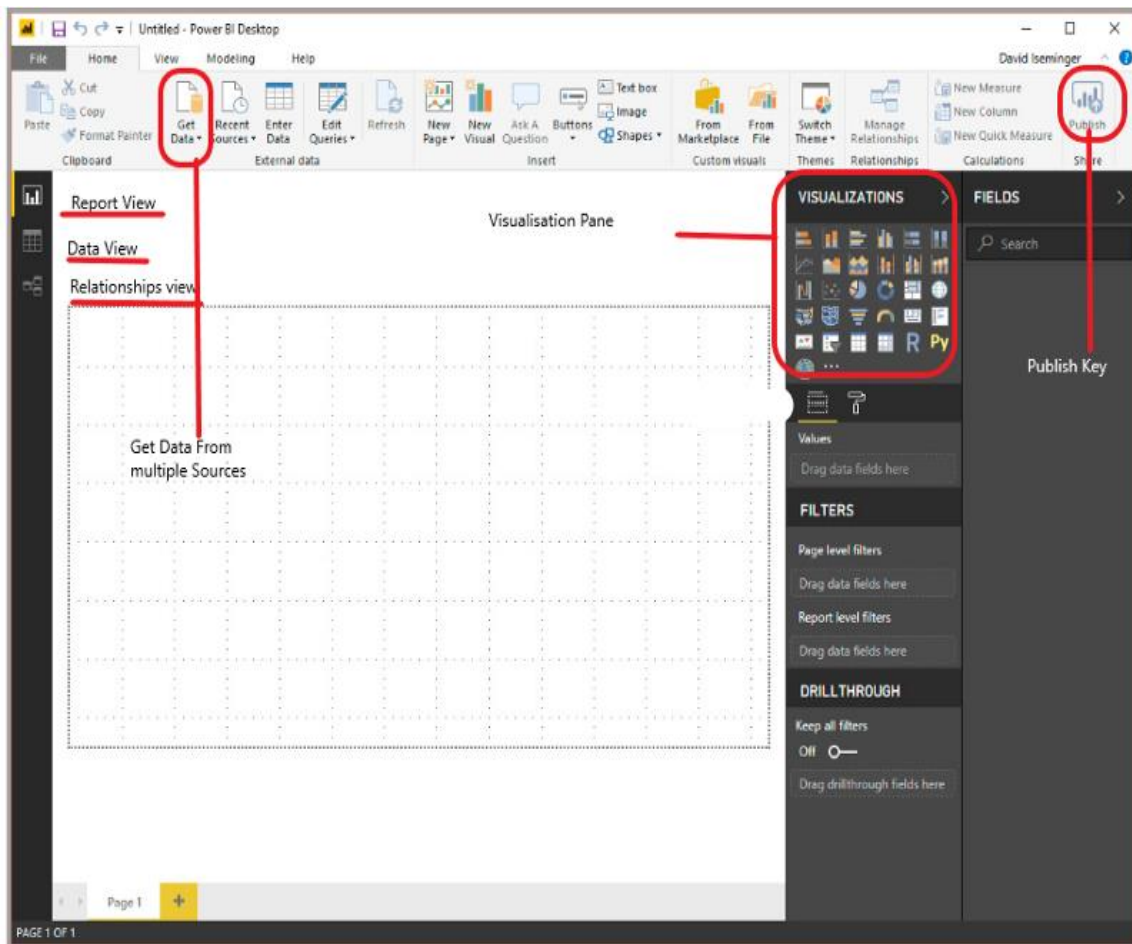 Untitled - Power BI Desktop
File Home View Modeling Help David Iseminger
Paste
Cut
Copy
Format Painter
Clipboard
Get Data
Recent Sources
Enter Data
Edit Queries
Refresh
External data
New Page
New Visual
Ask A Question
Buttons
Text box
Image
Shapes
Insert
From Marketplace
From File
Custom visuals
Switch Theme
Themes
Manage Relationships
Relationships
New Measure
New Column
New Quick Measure
Calculations
Publish
Share
Report View
Data View
Relationships view
Visualisation Pane
Get Data From
multiple Sources
VISUALIZATIONS
R Py
Values
Drag data fields here
FILTERS
Page level filters
Drag data fields here
Report level filters
Drag data fields here
DRILLTHROUGH
Keep all filters
Off
Drag drillthrough fields here
FIELDS
Search
Publish Key
Page 1 +
PAGE 1 OF 1